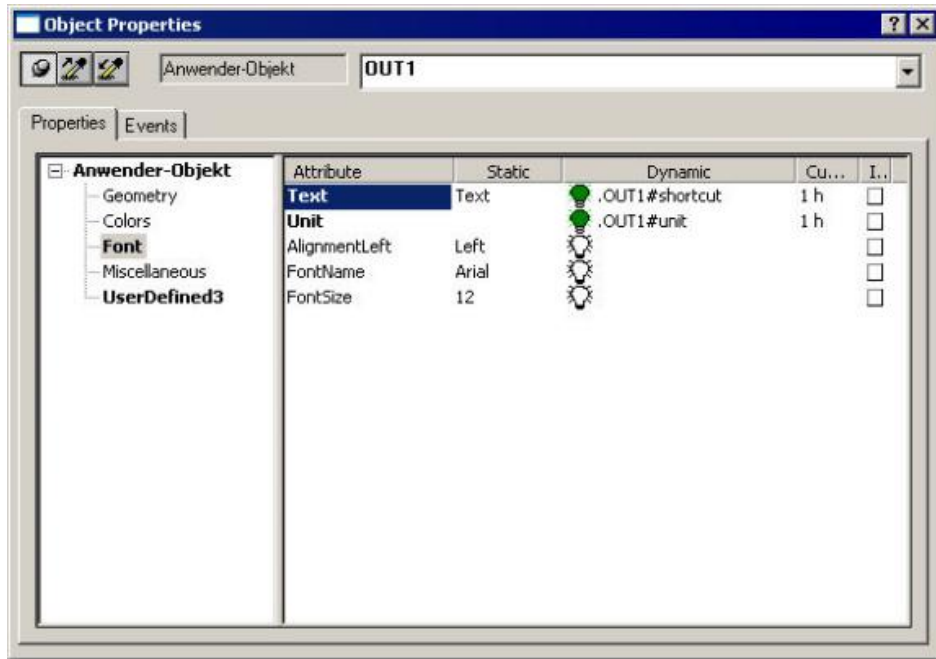 Object Properties
Anwender-Objekt OUT1
Properties Events
Anwender-Objekt
Geometry
Colors
Font
Miscellaneous
UserDefined3
Attribute Static Dynamic Cu... I..
Text Text .OUT1#shortcut 1 h
Unit .OUT1#unit 1 h
AlignmentLeft Left
FontName Arial
FontSize 12